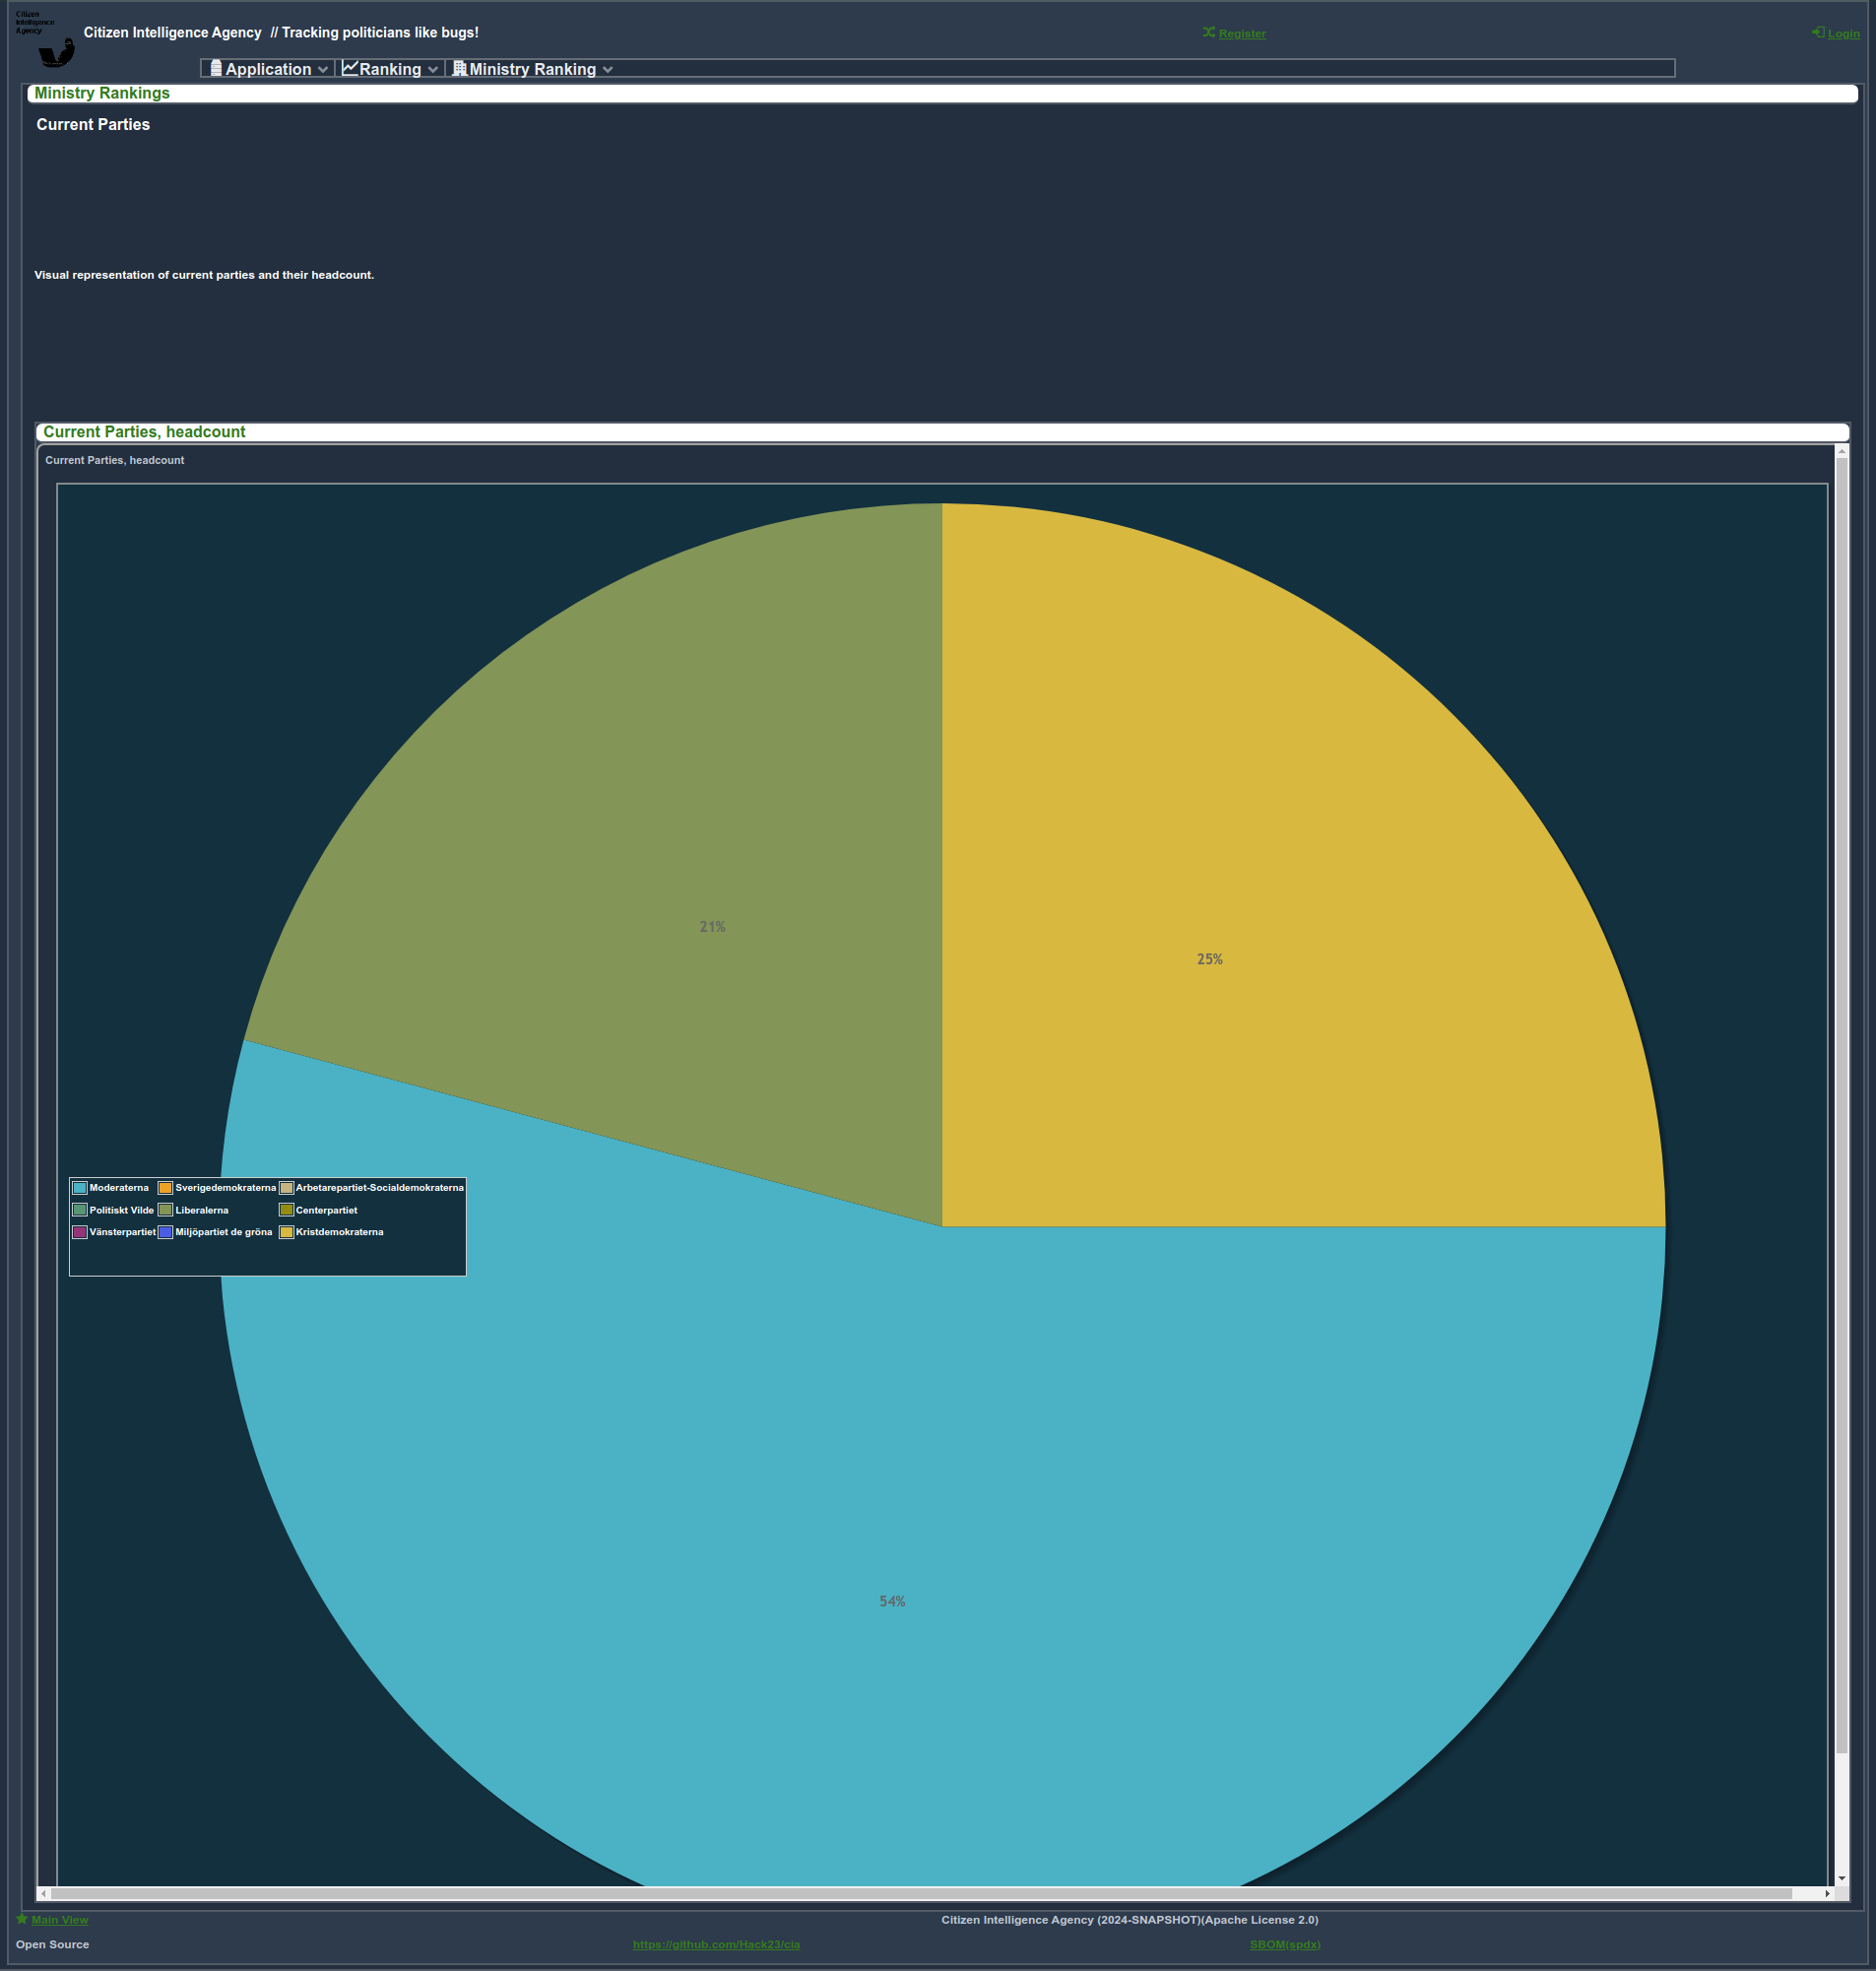 Citizen
Intelligence
Agency
Citizen Intelligence Agency // Tracking politicians like bugs!
Register
Login
Application
Ranking
Ministry Ranking
Ministry Rankings
Current Parties
Visual representation of current parties and their headcount.
Current Parties, headcount
Current Parties, headcount
21%
25%
Moderaterna Sverigedemokraterna Arbetarepartiet-Socialdemokraterna
Politiskt Vilde Liberalerna Centerpartiet
Vänsterpartiet Miljöpartiet de gröna Kristdemokraterna
54%
Main View
Citizen Intelligence Agency (2024-SNAPSHOT)(Apache License 2.0)
Open Source
https://github.com/Hack23/cia
SBOM(spdx)